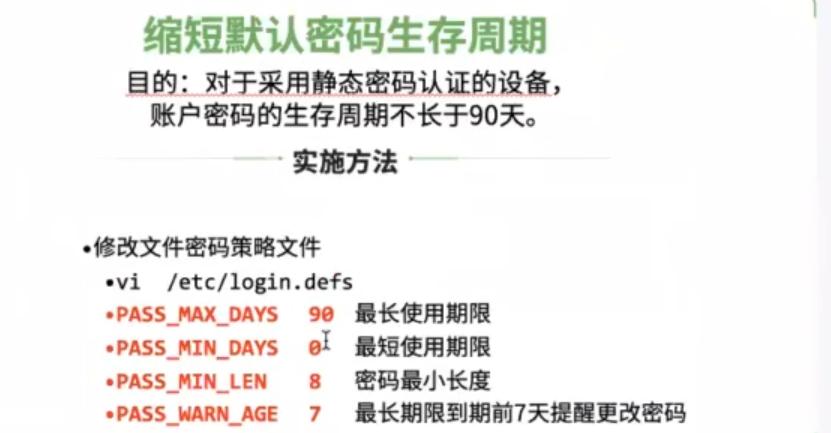 缩短默认密码生存周期
目的：对于采用静态密码认证的设备，
账户密码的生存周期不长于90天。
实施方法
•修改文件密码策略文件
•vi /etc/login.defs
•PASS_MAX_DAYS 90 最长使用期限
•PASS_MIN_DAYS 0 最短使用期限
•PASS_MIN_LEN 8 密码最小长度
•PASS_WARN_AGE 7 最长期限到期前7天提醒更改密码